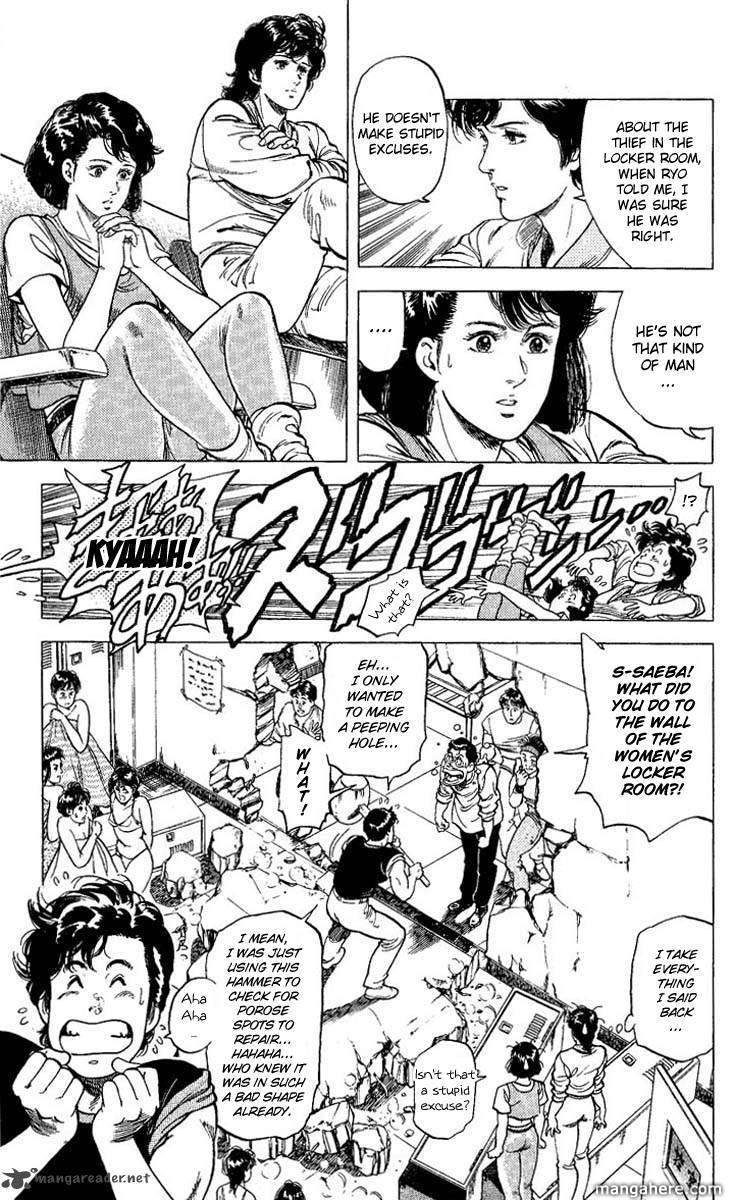 ABOUT THE
THIEF IN THE
LOCKER ROOM,
WHEN RYO
TOLD ME, I
WAS SURE
HE WAS
RIGHT.
HE DOESN'T
MAKE STUPID
EXCUSES.
HE'S NOT
THAT KIND
OF MAN
...
....
!?
What is
that?
KYAAAH!
S-SAEBA!
WHAT DID
YOU DO TO
THE WALL
OF THE
WOMEN'S
LOCKER
ROOM?!
EH...
I ONLY
WANTED
TO MAKE
A PEEPING
HOLE...
WHAT!
I MEAN,
I WAS JUST
USING THIS
HAMMER TO
CHECK FOR
POROSE
SPOTS TO
REPAIR...
HAHAHA...
WHO KNEW IT
WAS IN SUCH
A BAD SHAPE
ALREADY.
Aha
Aha
..
I TAKE
EVERY-
THING
I SAID
BACK
...
Isn't that
a stupid
excuse?
mangareader.net
mangahere.com